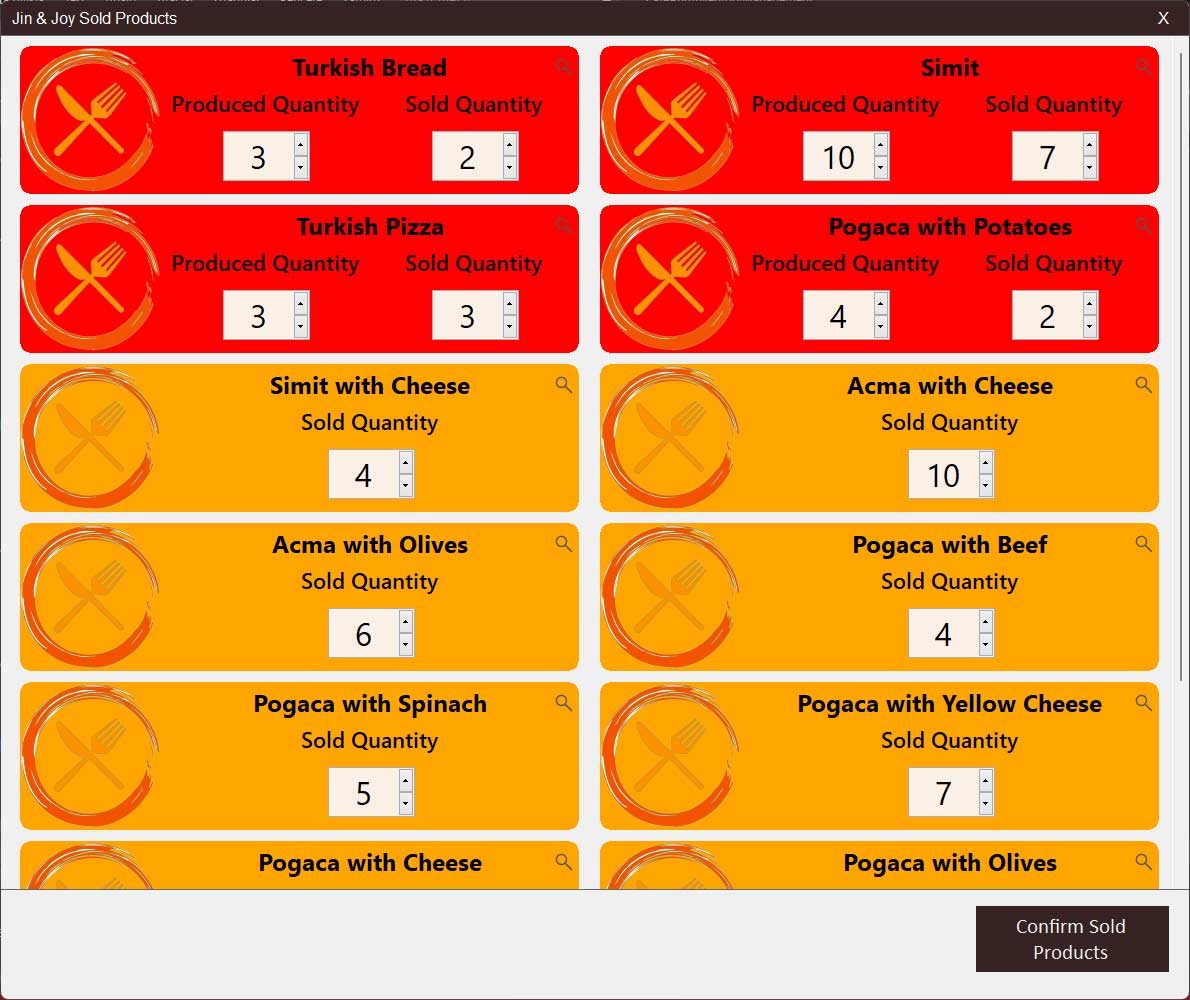 Jin & Joy Sold Products
X
Turkish Bread
Produced Quantity
Sold Quantity
3
2
Simit
Produced Quantity
Sold Quantity
10
7
Turkish Pizza
Produced Quantity
Sold Quantity
3
3
Pogaca with Potatoes
Produced Quantity
Sold Quantity
4
2
Simit with Cheese
Sold Quantity
4
Acma with Cheese
Sold Quantity
10
Acma with Olives
Sold Quantity
6
Pogaca with Beef
Sold Quantity
4
Pogaca with Spinach
Sold Quantity
5
Pogaca with Yellow Cheese
Sold Quantity
7
Pogaca with Cheese
Pogaca with Olives
Confirm Sold
Products